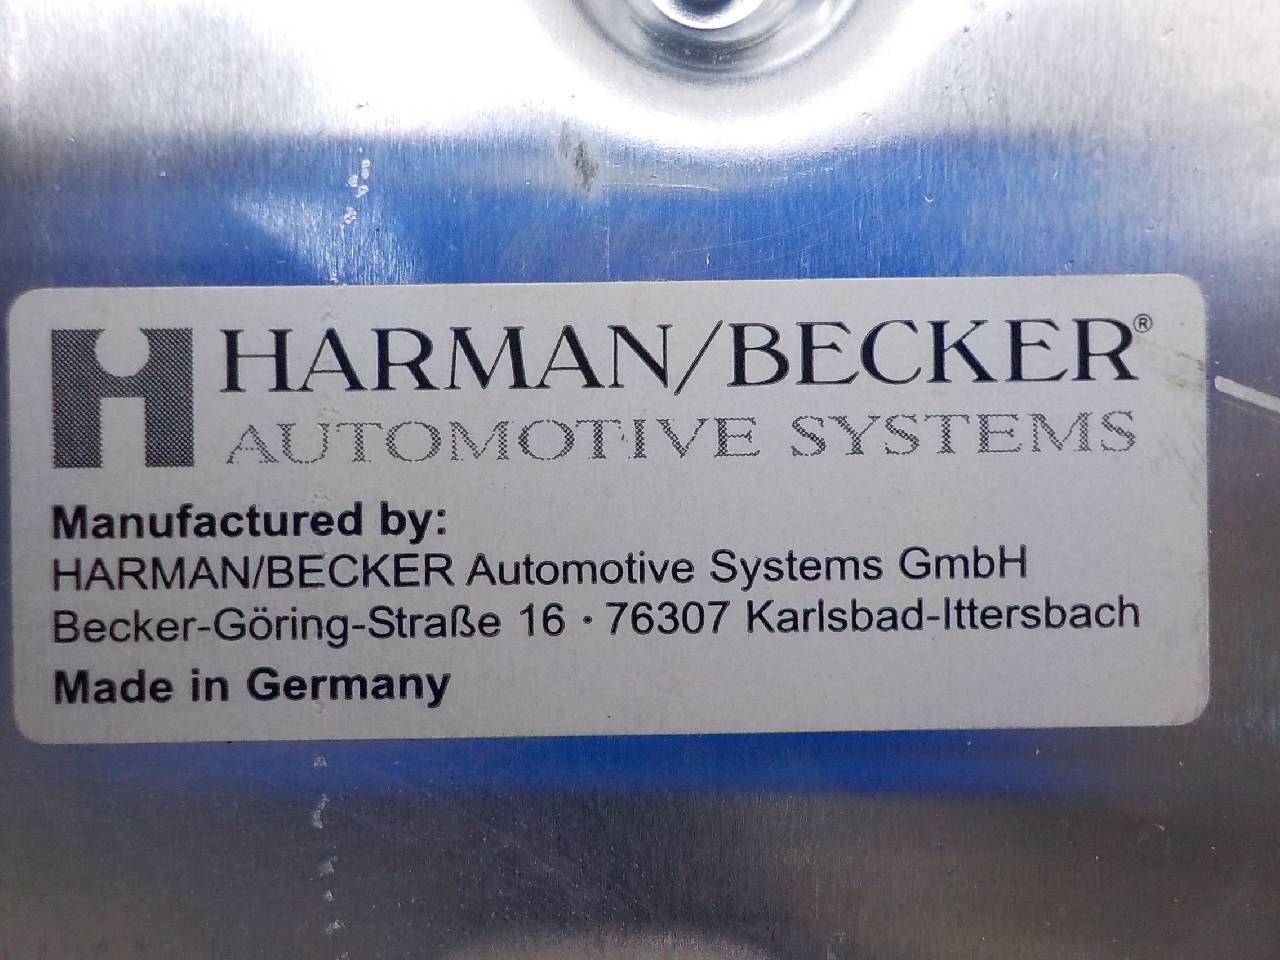 HARMAN/BECKER®
AUTOMOTIVE SYSTEMS
Manufactured by:
HARMAN/BECKER Automotive Systems GmbH
Becker-Göring-Straße 16 · 76307 Karlsbad-Ittersbach
Made in Germany